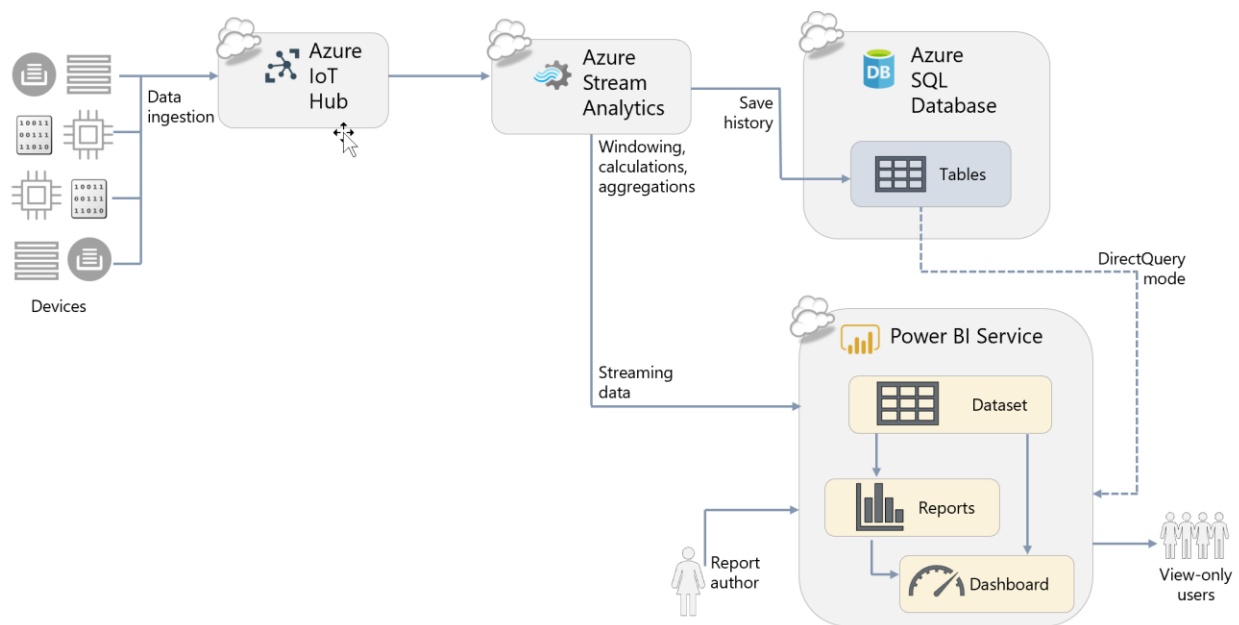 Azure
IoT
Hub
Data
ingestion
10011
00111
11010
10011
00111
11010
Devices
Azure
Stream
Analytics
Windowing,
calculations,
aggregations
Save
history
DB
Azure
SQL
Database
Tables
DirectQuery
mode
Streaming
data
Power BI Service
Dataset
Reports
Dashboard
Report
author
View-only
users